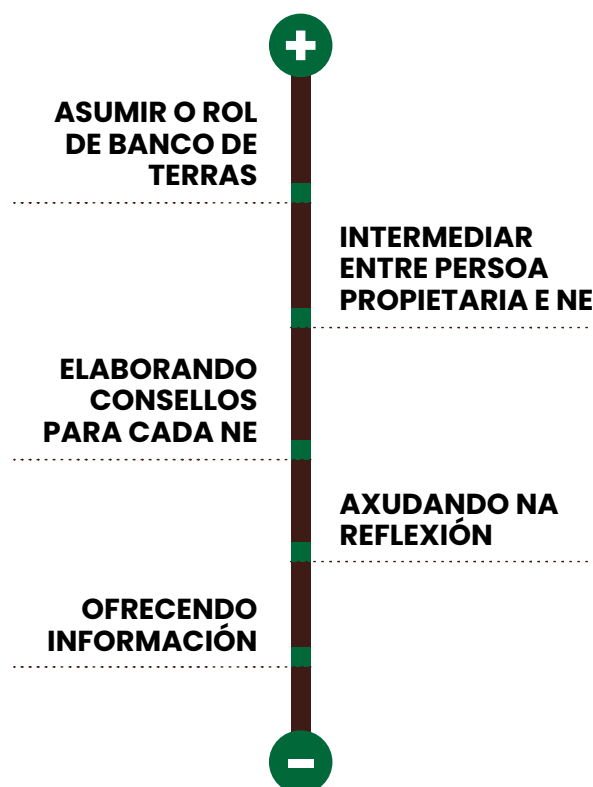 ASUMIR O ROL
DE BANCO DE
TERRAS
INTERMEDIAR
ENTRE PERSOA
PROPIETARIA E NE
ELABORANDO
CONSELLOS
PARA CADA NE
AXUDANDO NA
REFLEXIÓN
OFRECENDO
INFORMACIÓN